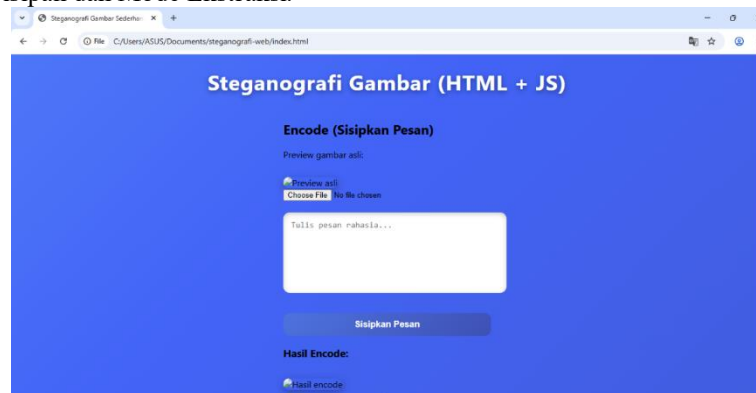 Steganografi Gambar Sederha
File C:/Users/ASUS/Documents/steganografi-web/index.html
Steganografi Gambar (HTML + JS)
Encode (Sisipkan Pesan)
Preview gambar asli:
Preview asli
Choose File No file chosen
Tulis pesan rahasia...
Sisipkan Pesan
Hasil Encode:
Hasil encode